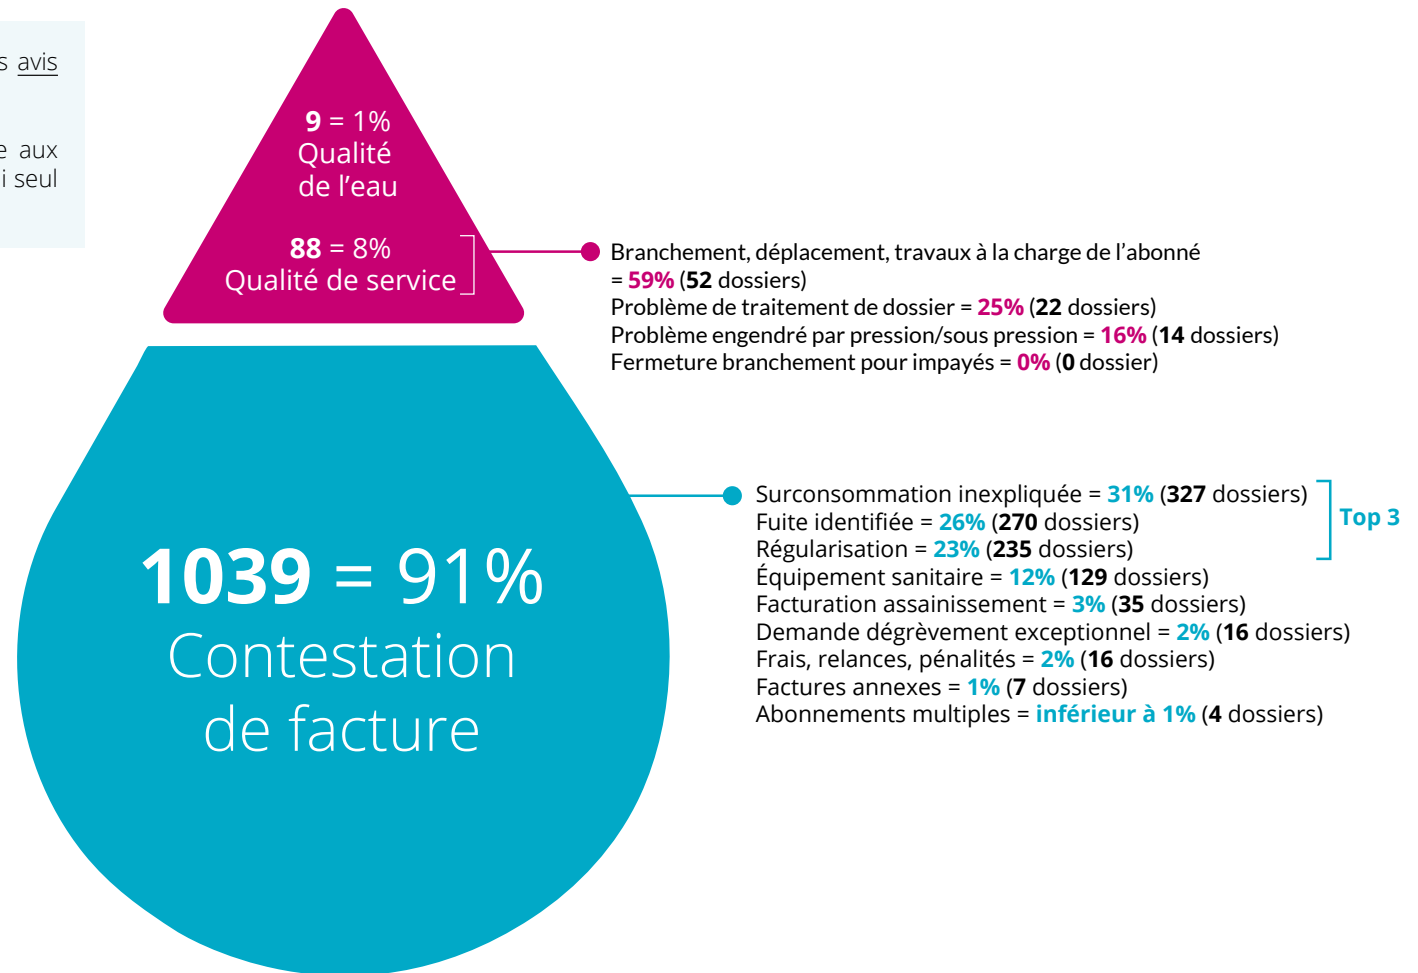 s avis
e aux
i seul
9 = 1%
Qualité
de l’eau
88 = 8%
Qualité de service
Branchement, déplacement, travaux à la charge de l’abonné
= 59% (52 dossiers)
Problème de traitement de dossier = 25% (22 dossiers)
Problème engendré par pression/sous pression = 16% (14 dossiers)
Fermeture branchement pour impayés = 0% (0 dossier)
1039 = 91%
Contestation
de facture
Surconsommation inexpliquée = 31% (327 dossiers)
Fuite identifiée = 26% (270 dossiers)
Régularisation = 23% (235 dossiers)
Équipement sanitaire = 12% (129 dossiers)
Facturation assainissement = 3% (35 dossiers)
Demande dégrèvement exceptionnel = 2% (16 dossiers)
Frais, relances, pénalités = 2% (16 dossiers)
Factures annexes = 1% (7 dossiers)
Abonnements multiples = inférieur à 1% (4 dossiers)
Top 3